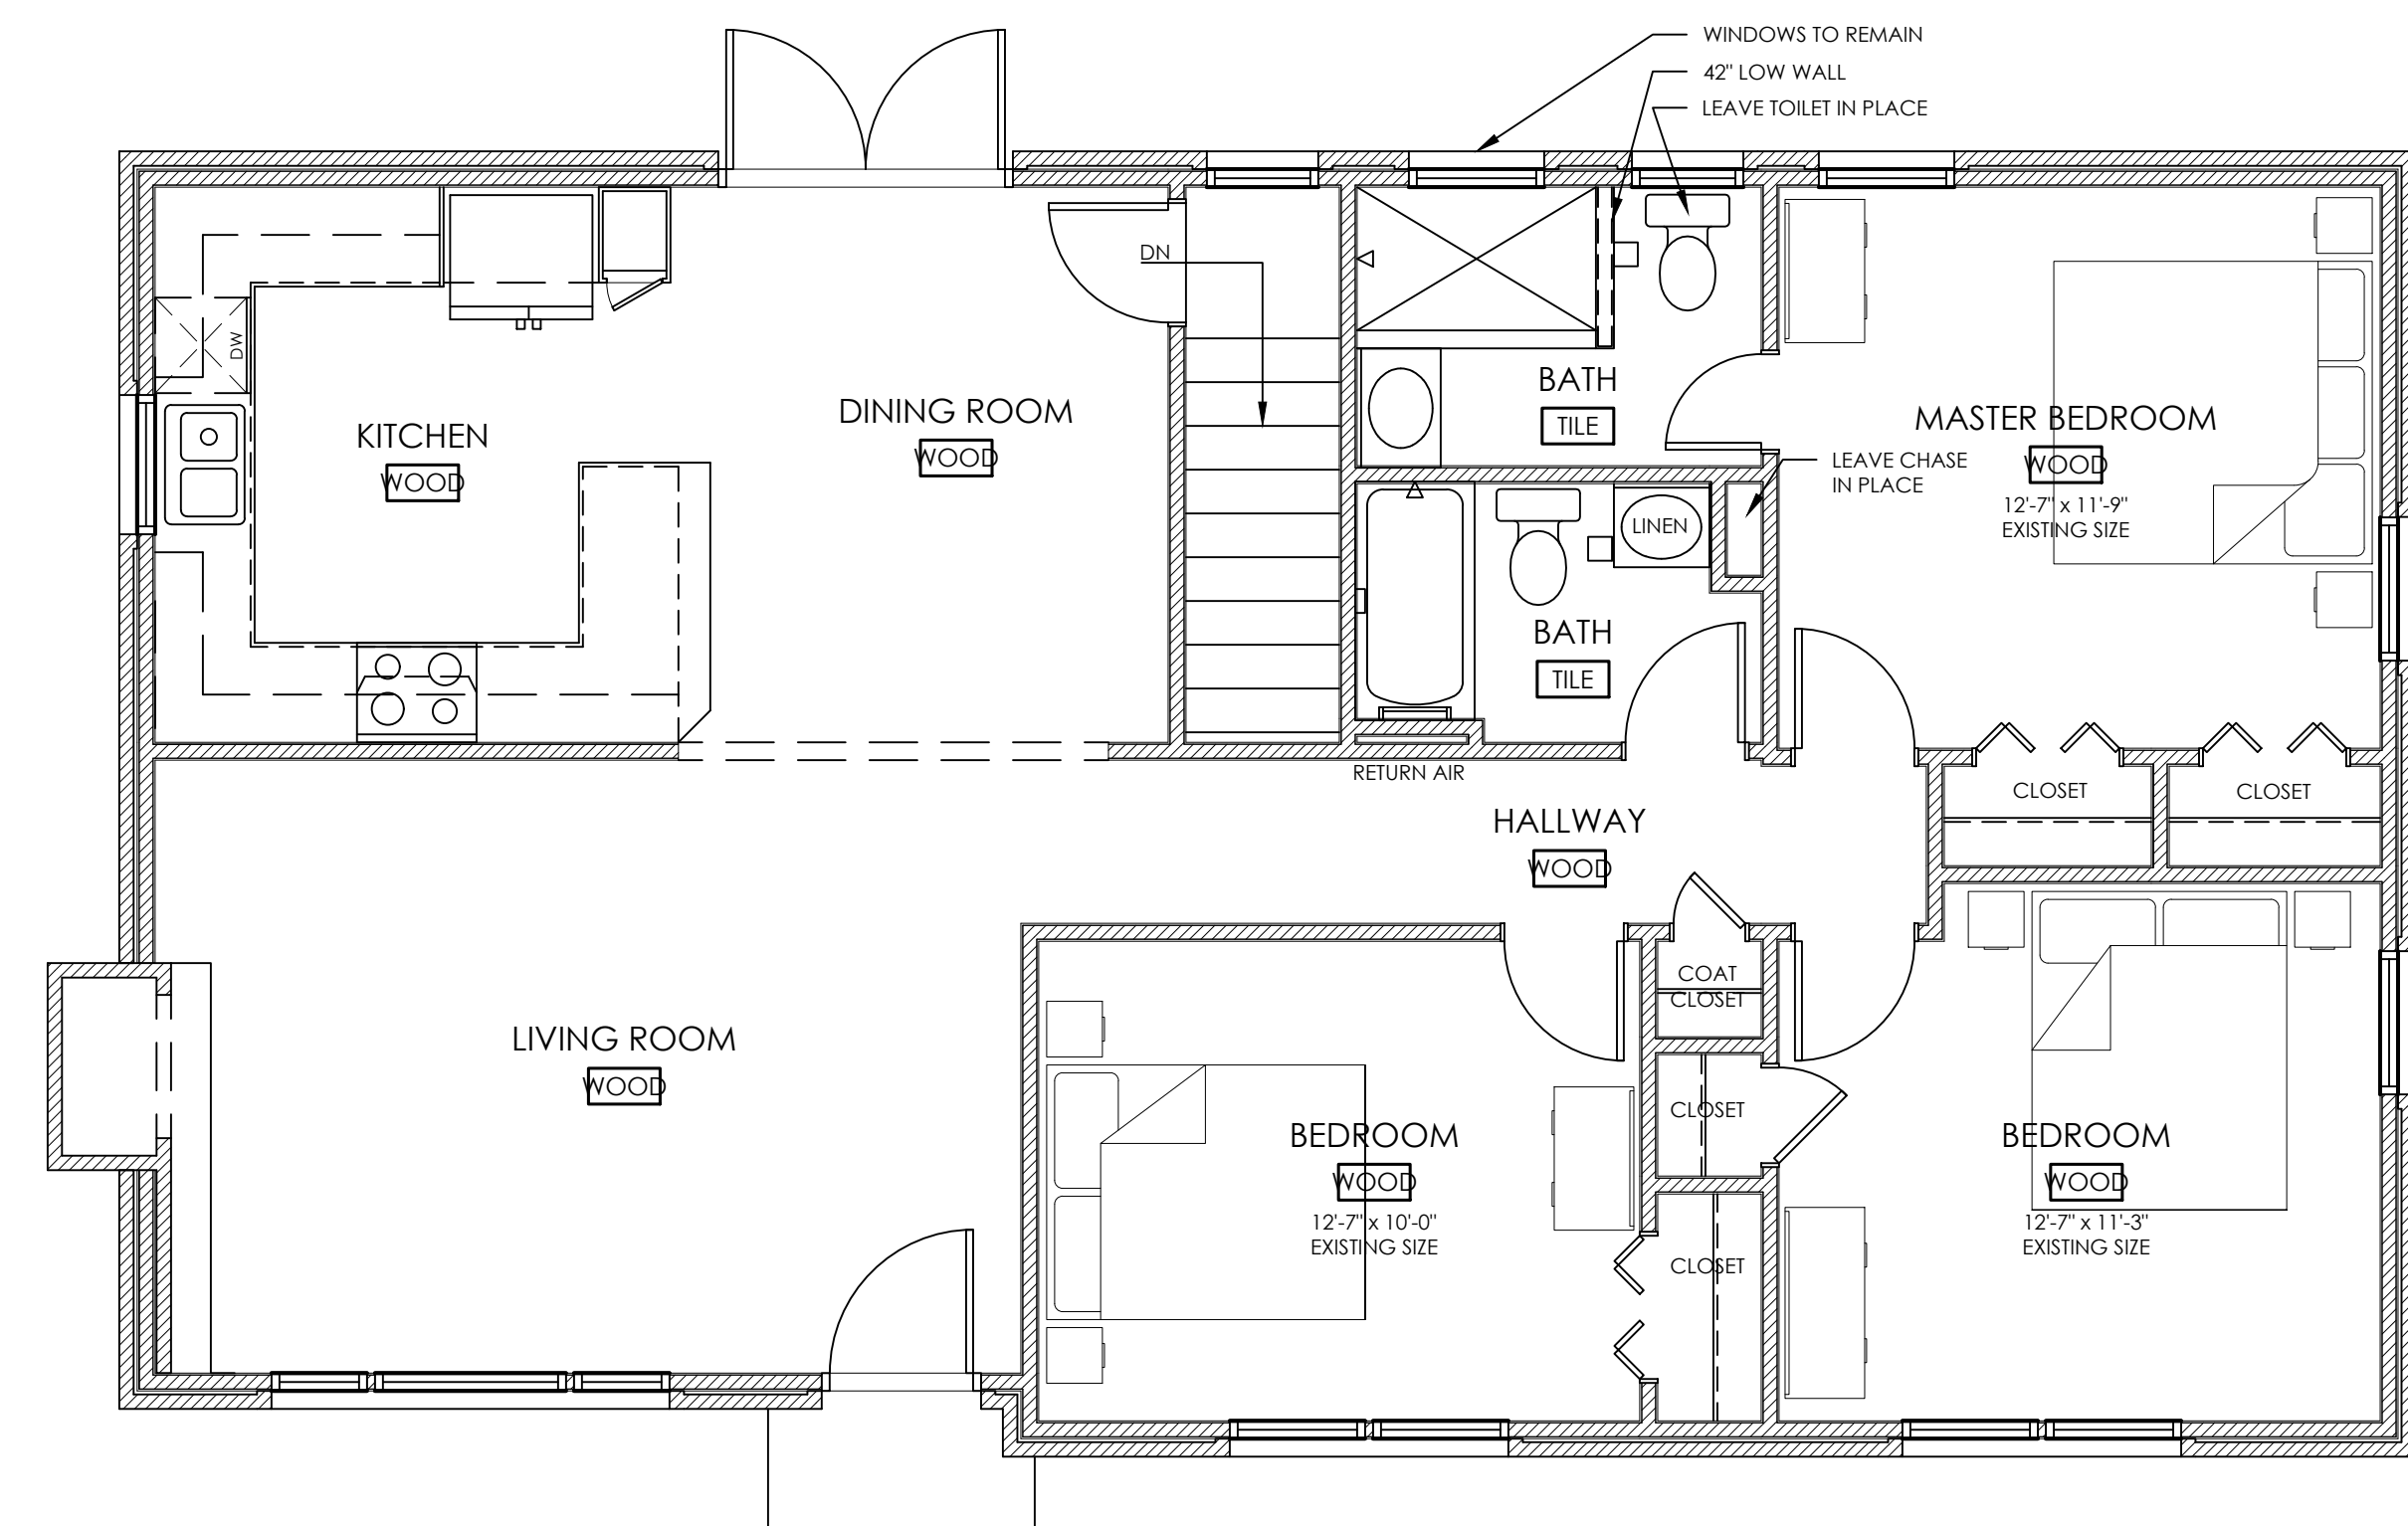 WINDOWS TO REMAIN
42" LOW WALL
LEAVE TOILET IN PLACE
DN
DW
KITCHEN
WOOD
DINING ROOM
WOOD
BATH
TILE
MASTER BEDROOM
WOOD
12'-7" x 11'-9"
EXISTING SIZE
LEAVE CHASE
IN PLACE
LINEN
BATH
TILE
RETURN AIR
CLOSET
CLOSET
HALLWAY
WOOD
COAT
CLOSET
LIVING ROOM
WOOD
CLOSET
BEDROOM
WOOD
12'-7" x 10'-0"
EXISTING SIZE
BEDROOM
WOOD
12'-7" x 11'-3"
EXISTING SIZE
CLOSET